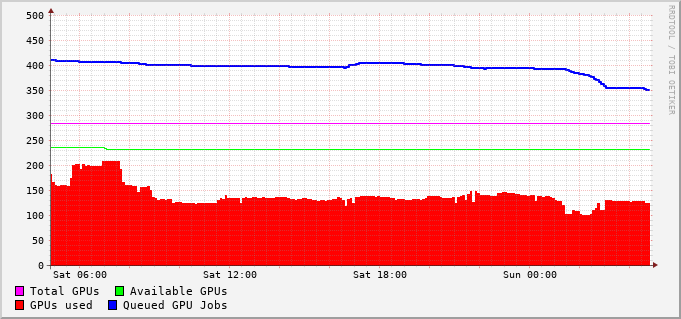 500
450
400
350
300
250
200
150
100
50
0
Sat 06:00 Sat 12:00 Sat 18:00 Sun 00:00
Total GPUs Available GPUs
GPUs used Queued GPU Jobs
RRDTOOL / TOBI OETIKER